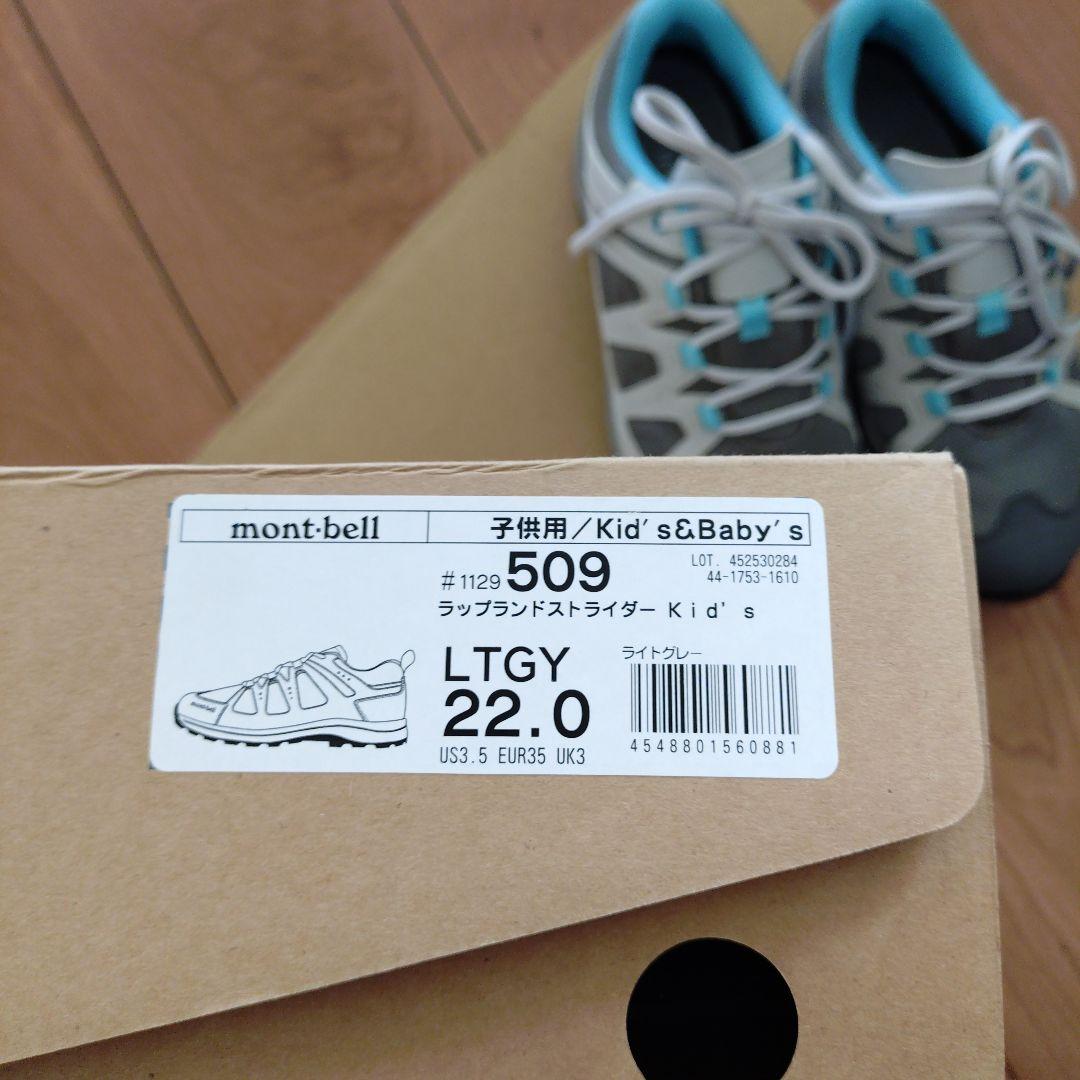 mont·bell 子供用／Kid's&Baby's
#1129 509 LOT. 452530284
44-1753-1610
ラップランドストライダー Kid's
LTGY ライトグレー
22.0
US3.5 EUR35 UK3
4548801560881
mont-bell